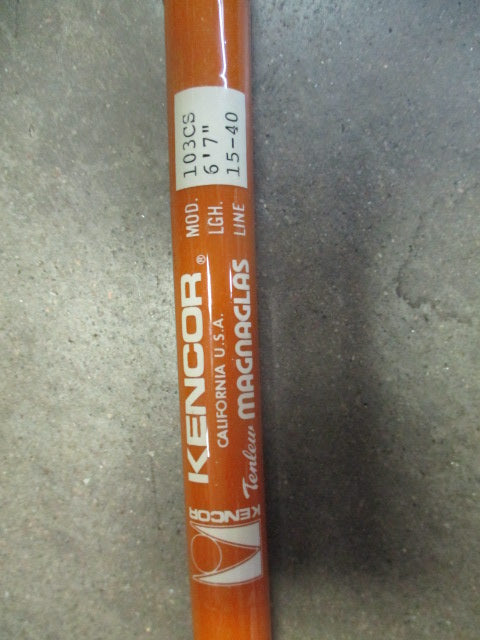 KENCOR
KENCOR®
CALIFORNIA U.S.A.
Tenlew MAGNAGLAS
MOD. 103CS
LGH. 6'7"
LINE 15-40